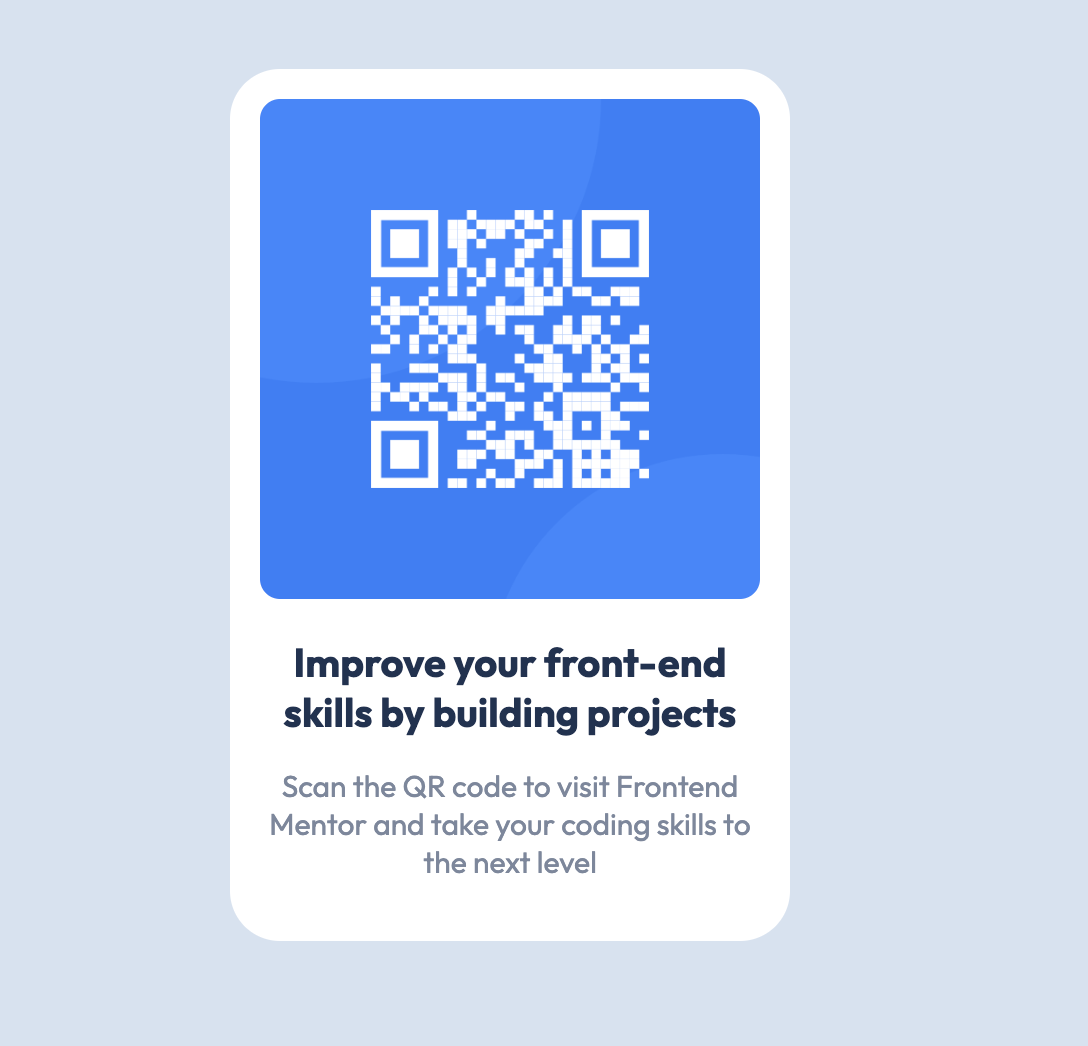 Improve your front-end
skills by building projects
Scan the QR code to visit Frontend
Mentor and take your coding skills to
the next level